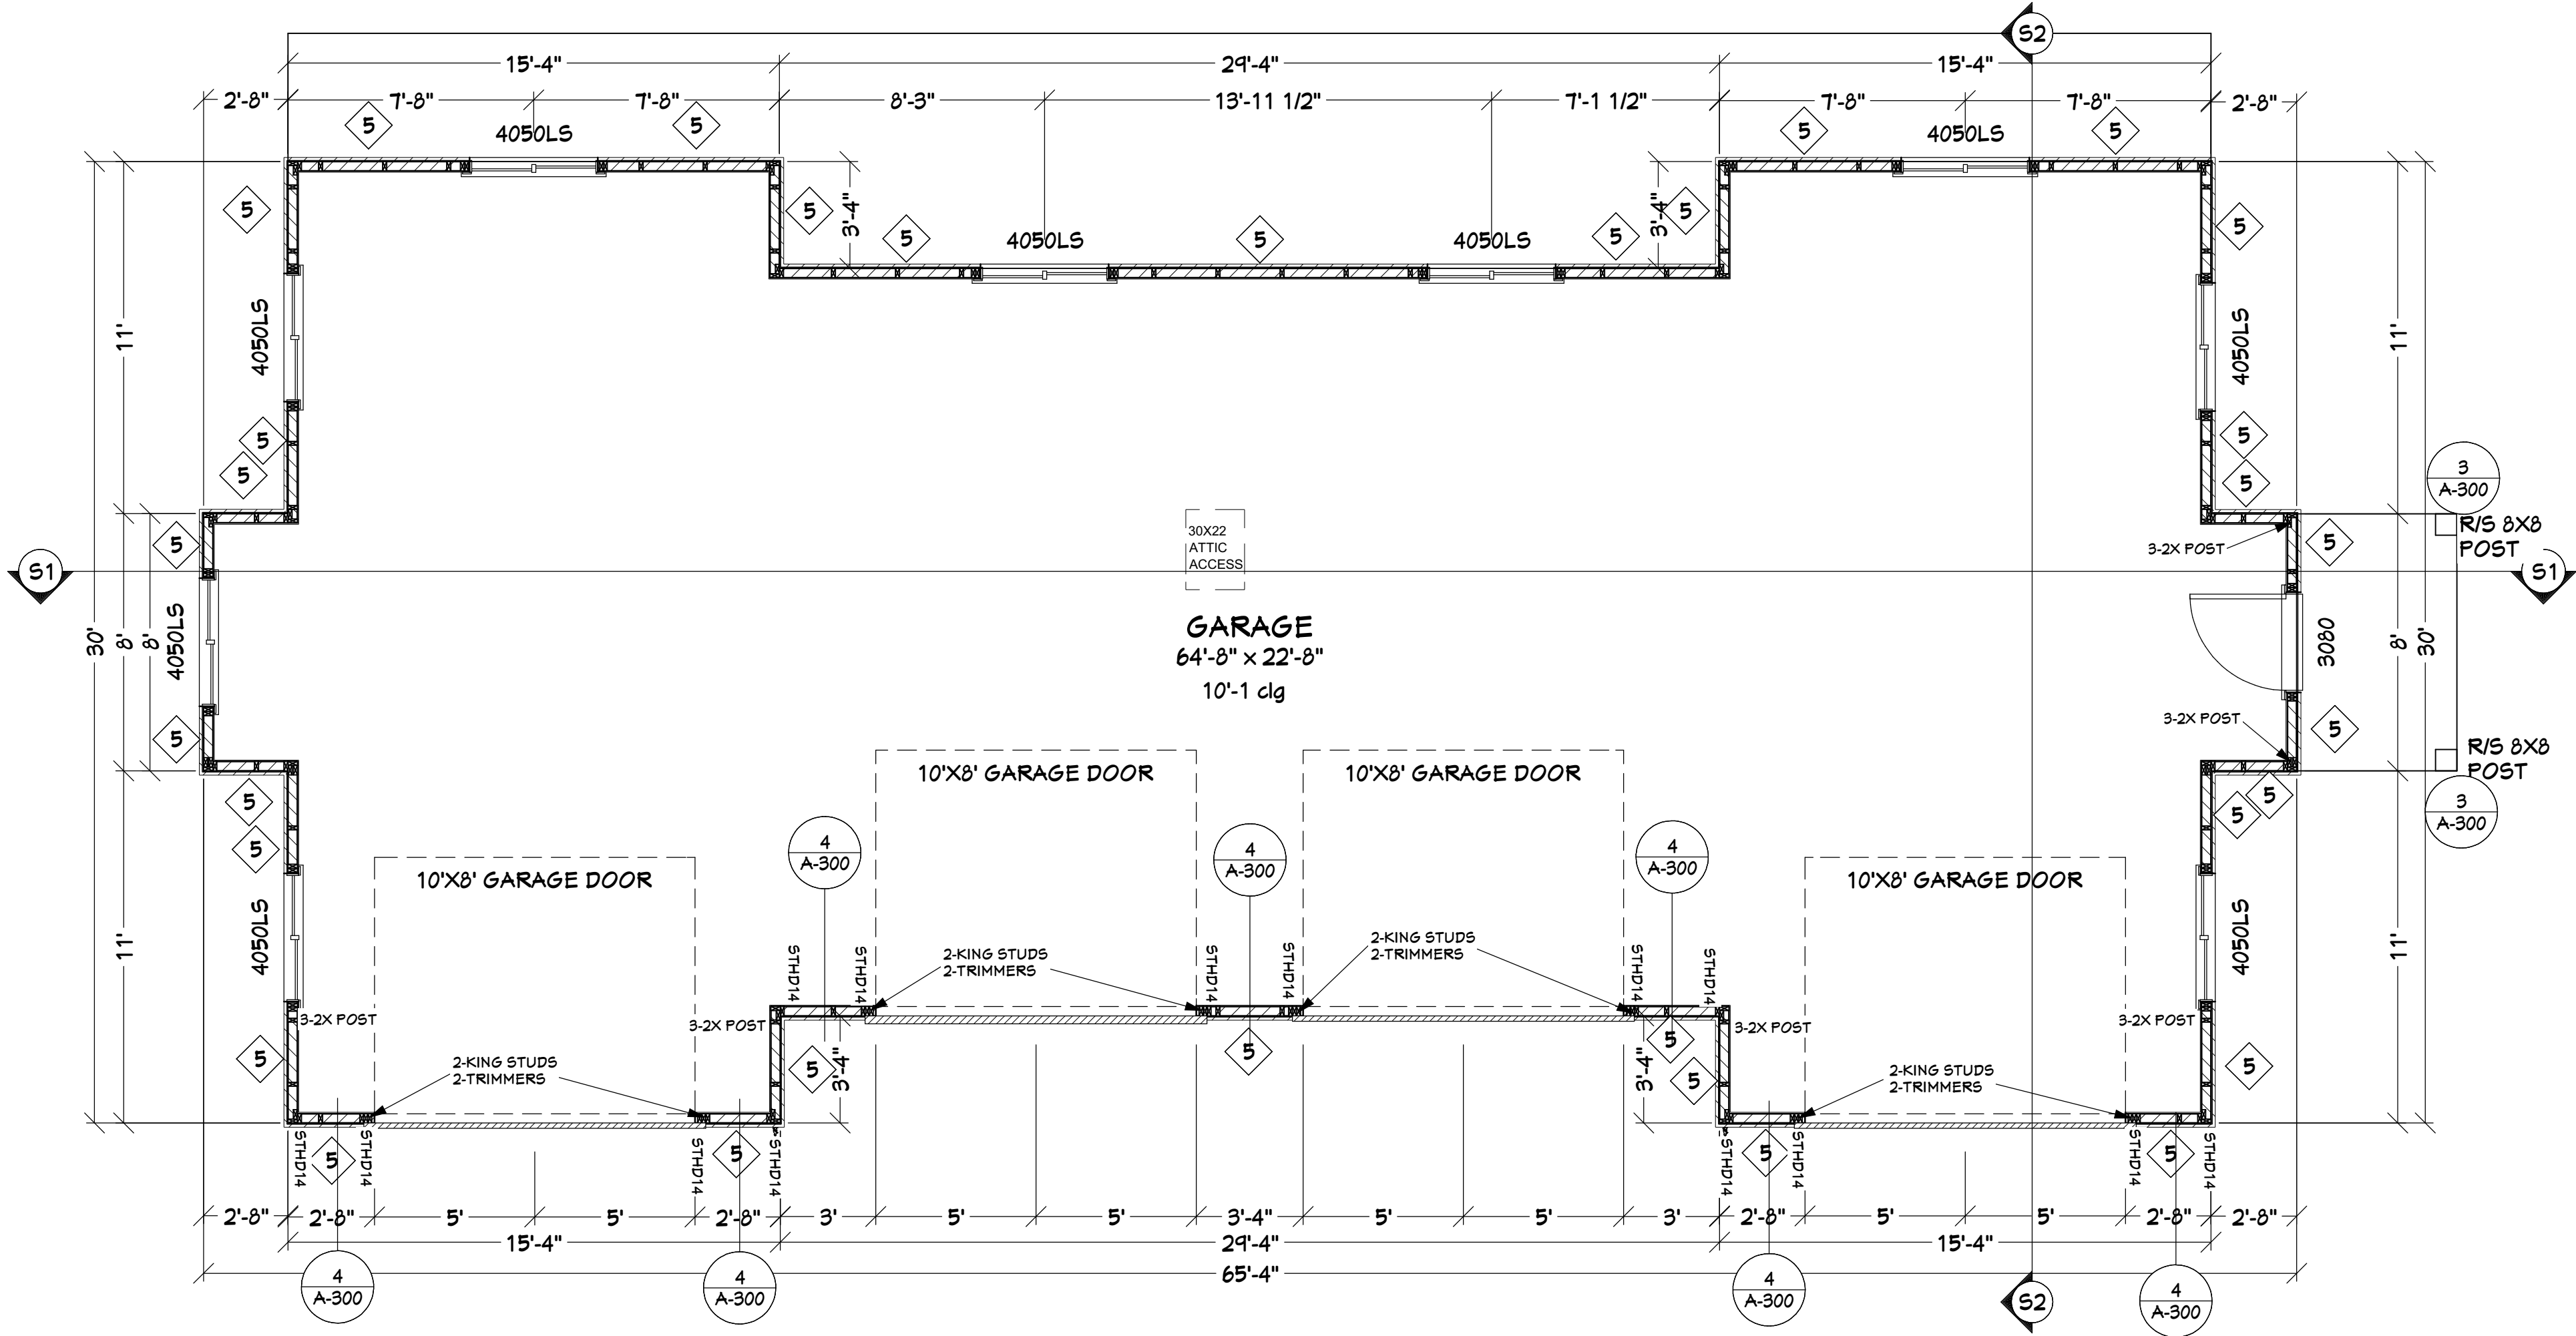 S2
15'-4"
29'-4"
15'-4"
2'-8"
7'-8"
7'-8"
8'-3"
13'-11 1/2"
7'-1 1/2"
7'-8"
7'-8"
2'-8"
5
5
5
5
4050LS
4050LS
5
5
3'-4"
5
5
5
3'-4"
5
5
4050LS
4050LS
11'
4050LS
4050LS
11'
5
5
5
5
3
A-300
R/S 8X8
POST
5
5
3-2X POST
30X22
ATTIC
ACCESS
S1
S1
30'
8'
8'
4050LS
GARAGE
64'-8" x 22'-8"
10'-1 clg
3080
8'
30'
5
5
3-2X POST
R/S 8X8
POST
10'X8' GARAGE DOOR
10'X8' GARAGE DOOR
5
5
5
5
3
A-300
4
A-300
4
A-300
4
A-300
10'X8' GARAGE DOOR
10'X8' GARAGE DOOR
11'
4050LS
4050LS
11'
STHD14
STHD14
2-KING STUDS
2-TRIMMERS
STHD14
STHD14
2-KING STUDS
2-TRIMMERS
STHD14
STHD14
3-2X POST
3-2X POST
3-2X POST
3-2X POST
5
5
3'-4"
5
5
3'-4"
5
5
2-KING STUDS
2-TRIMMERS
2-KING STUDS
2-TRIMMERS
STHD14
5
STHD14
STHD14
5
STHD14
STHD14
5
STHD14
STHD14
5
STHD14
2'-8"
2'-8"
5'
5'
2'-8"
3'
5'
5'
3'-4"
5'
5'
3'
2'-8"
5'
5'
2'-8"
2'-8"
15'-4"
29'-4"
15'-4"
65'-4"
4
A-300
4
A-300
4
A-300
S2
4
A-300